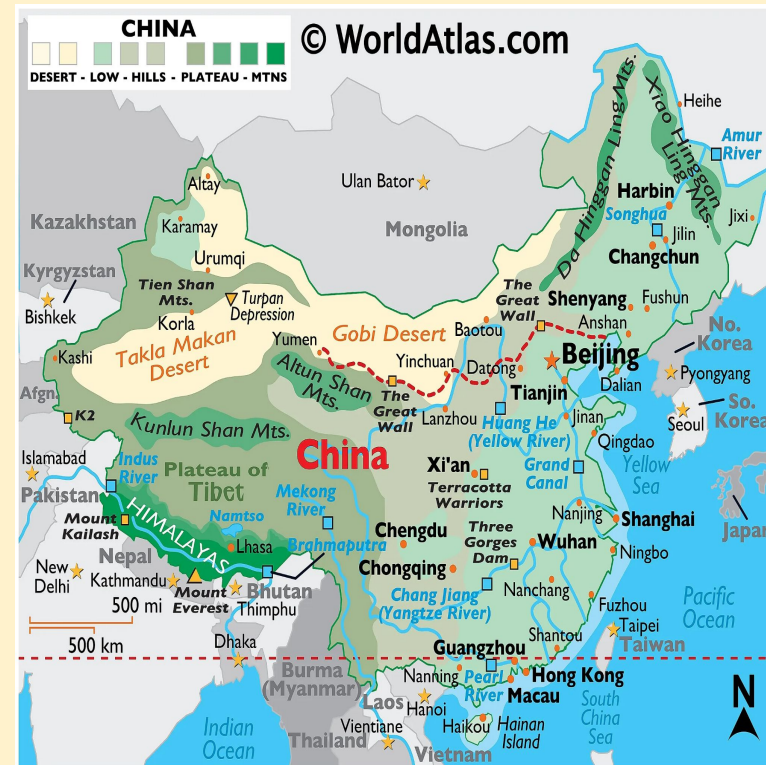 CHINA
© WorldAtlas.com
DESERT - LOW - HILLS - PLATEAU - MTNS
Da Hinggan Ling Mts.
Xiao Hinggan
Ling Mts.
Heihe
Amur
River
Altay
Ulan Bator
Harbin
Songhua
Jixi
Kazakhstan
Karamay
Mongolia
Jilin
Changchun
Urumqi
Kyrgyzstan
Tien Shan
Mts.
Turpan
Depression
The
Great
Wall
Shenyang
Fushun
Bishkek
Korla
Gobi Desert
Baotou
Anshan
No.
Korea
Takla Makan
Desert
Yumen
Yinchuan
Datong
Beijing
Kashi
Altun Shan
Mts.
Dalian
Pyongyang
Afgn.
The
Great
Wall
Tianjin
So.
Korea
K2
Lanzhou
Huang He
(Yellow River)
Jinan
Seoul
Kunlun Shan Mts.
China
Qingdao
Islamabad
Indus
River
Plateau of
Tibet
Xi'an
Grand
Canal
Yellow
Sea
Pakistan
Mekong
River
Terracotta
Warriors
Mount
Kailash
HIMALAYAS
Namtso
Nanjing
Shanghai
Japan
Chengdu
Three
Gorges
Dam
Wuhan
Nepal
Lhasa
Brahmaputra
Ningbo
New
Delhi
Kathmandu
Chongqing
Mount
Everest
Bhutan
Thimphu
Chang Jiang
(Yangtze River)
Nanchang
Fuzhou
Pacific
Ocean
500 mi
500 km
Taipei
Taiwan
Dhaka
Guangzhou
Shantou
Burma
(Myanmar)
Nanning
Pearl
River
Hong Kong
Macau
N
Laos
Hanoi
South
China
Sea
Indian
Ocean
Vientiane
Haikou
Hainan
Island
Thailand
Vietnam